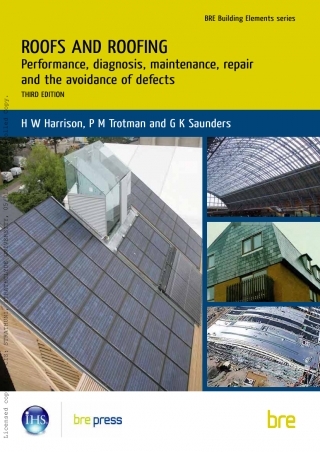 BRE Building Elements series
ROOFS AND ROOFING
Performance, diagnosis, maintenance, repair
and the avoidance of defects
THIRD EDITION
H W Harrison, P M Trotman and G K Saunders
IHS
bre press
bre